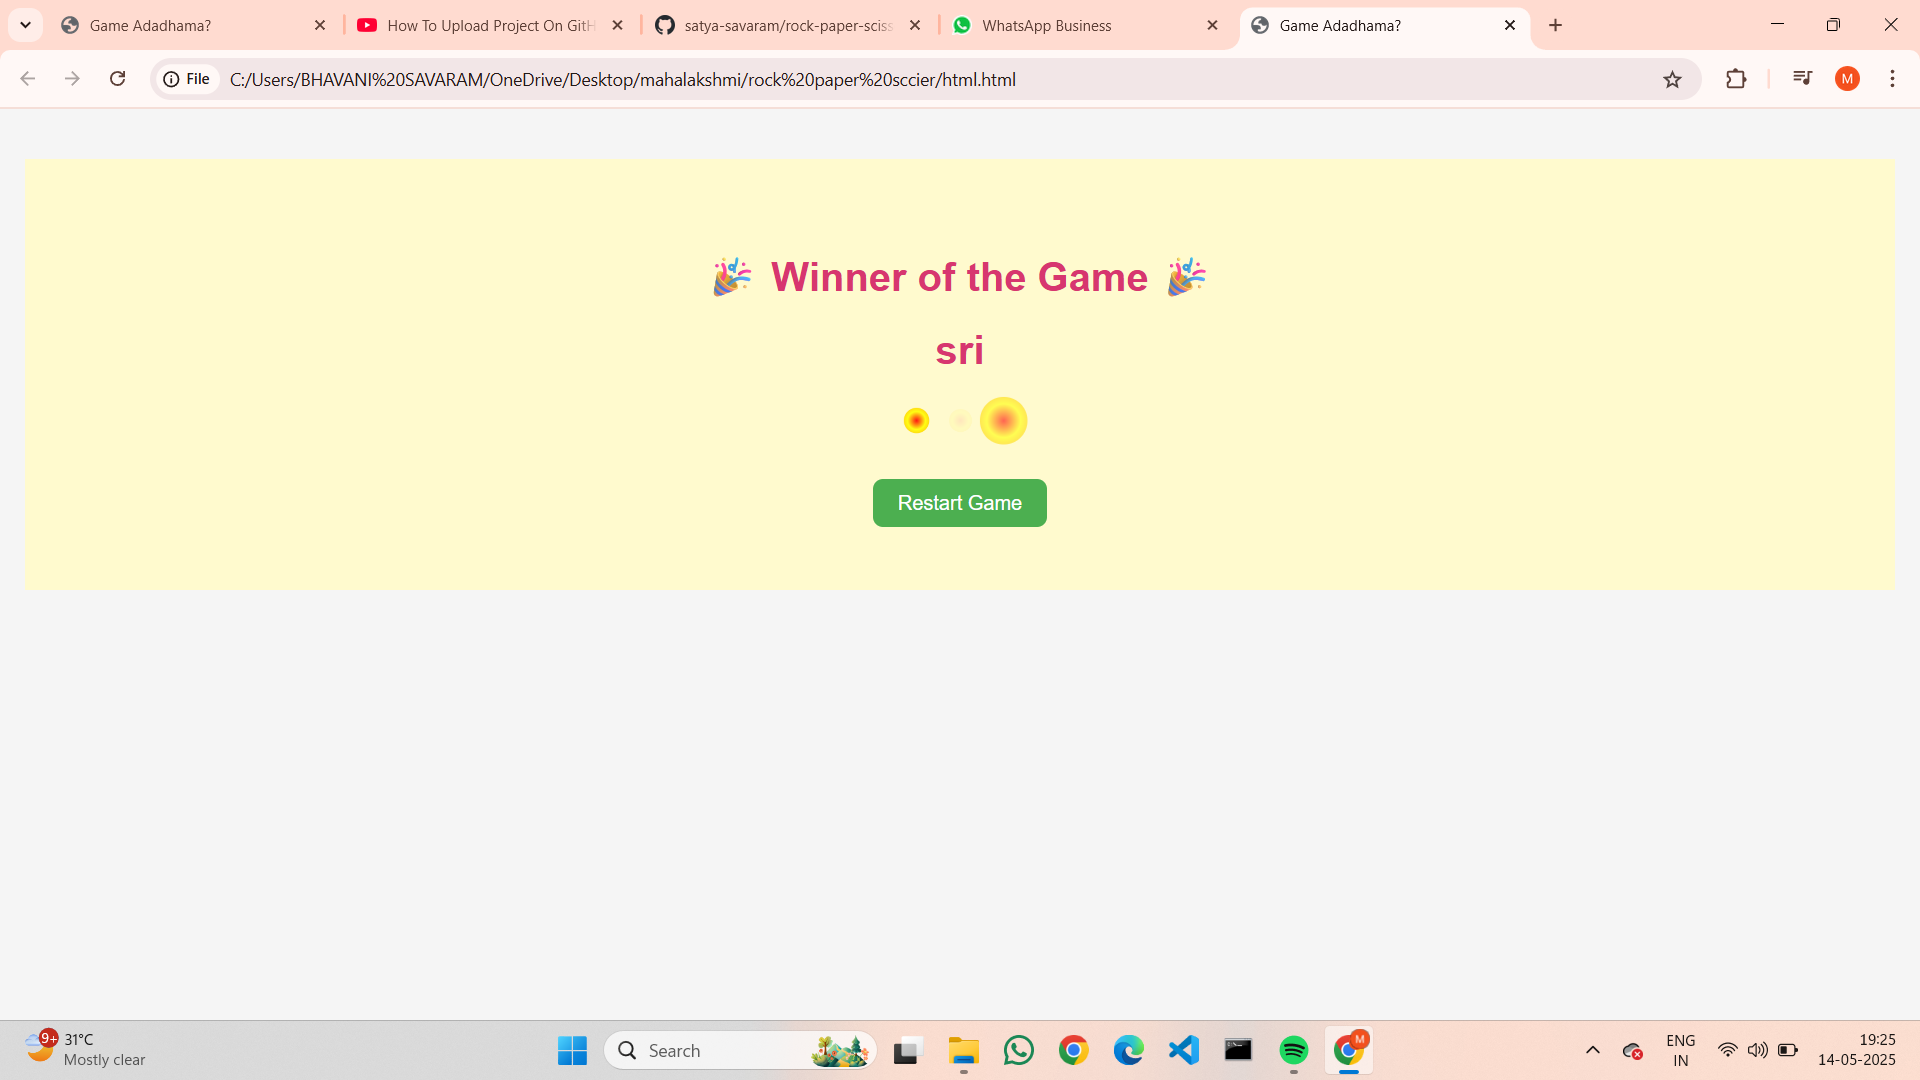 Game Adadhama?
How To Upload Project On GitH
satya-savaram/rock-paper-sciss
WhatsApp Business
Game Adadhama?
File
C:/Users/BHAVANI%20SAVARAM/OneDrive/Desktop/mahalakshmi/rock%20paper%20sccier/html.html
M
🎉 Winner of the Game 🎉
sri
Restart Game
9+
31°C
Mostly clear
Search
M
ENG
IN
19:25
14-05-2025